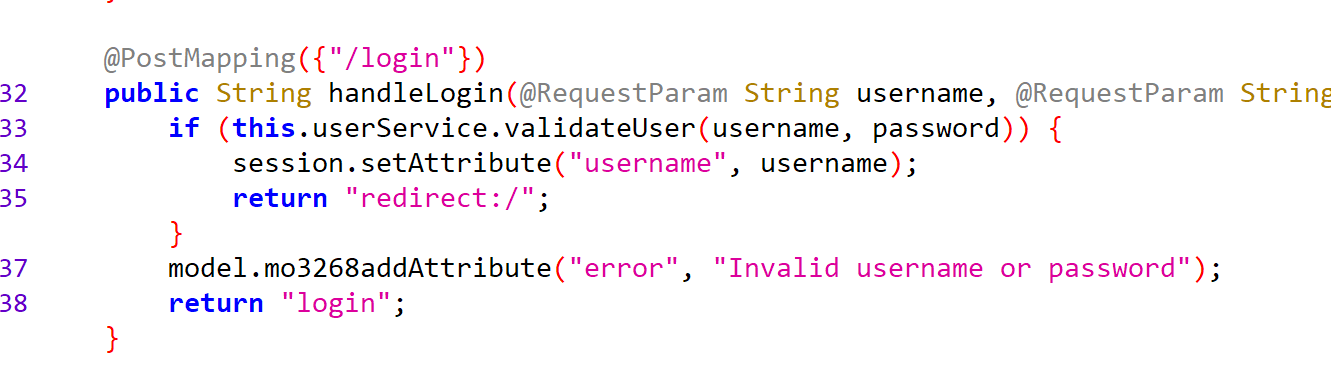 }
@PostMapping({"/login"})
32 public String handleLogin(@RequestParam String username, @RequestParam String
33 if (this.userService.validateUser(username, password)) {
34 session.setAttribute("username", username);
35 return "redirect:/";
}
37 model.mo3268addAttribute("error", "Invalid username or password");
38 return "login";
}